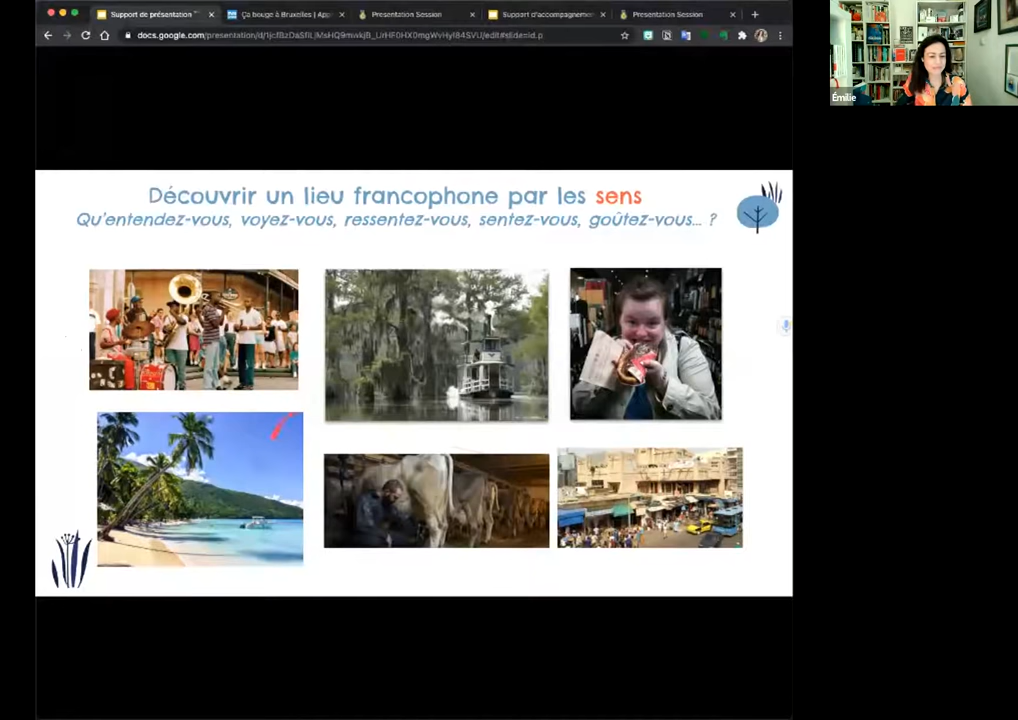 Support de présentation "
Ça bouge à Bruxelles | App
Presentation Session
Support d'accompagnemen
Presentation Session
Émilie
Découvrir un lieu francophone par les sens
Qu'entendez-vous, voyez-vous, ressentez-vous, sentez-vous, goûtez-vous... ?